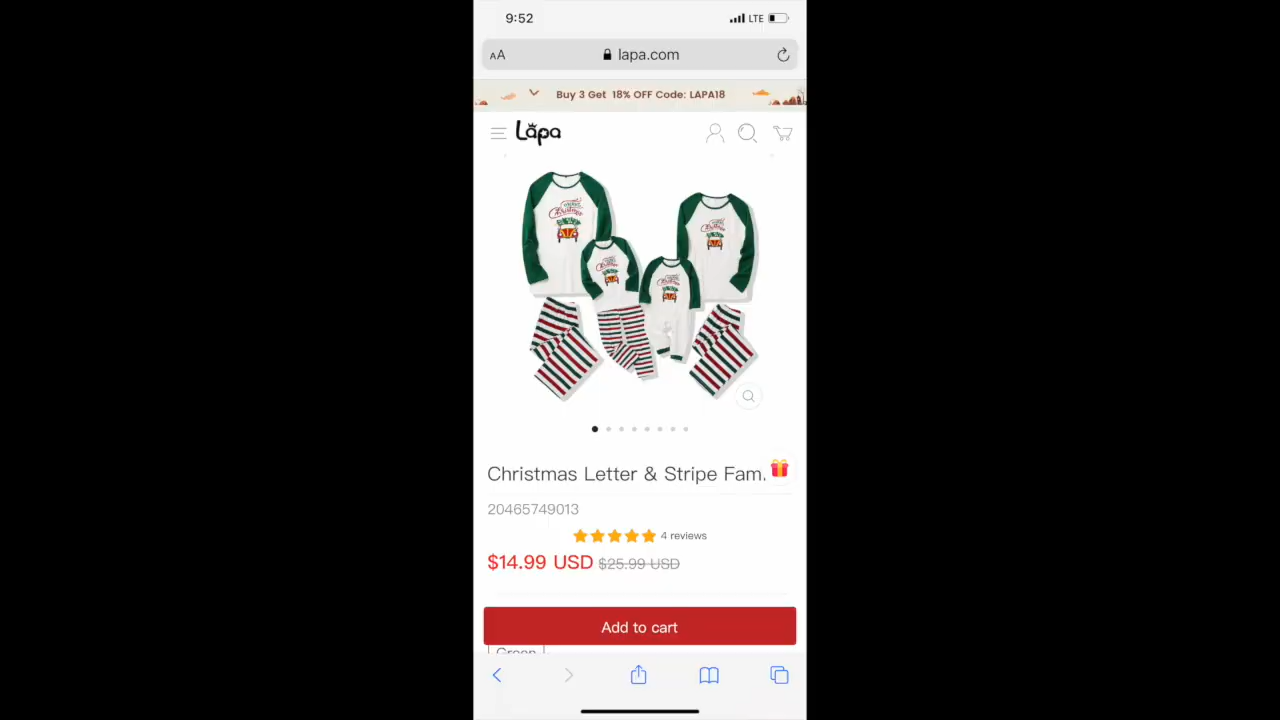 9:52
LTE
AA
lapa.com
Buy 3 Get 18% OFF Code: LAPA18
Lapa
Christmas Letter & Stripe Fam.
20465749013
4 reviews
$14.99 USD $25.99 USD
Add to cart
Green